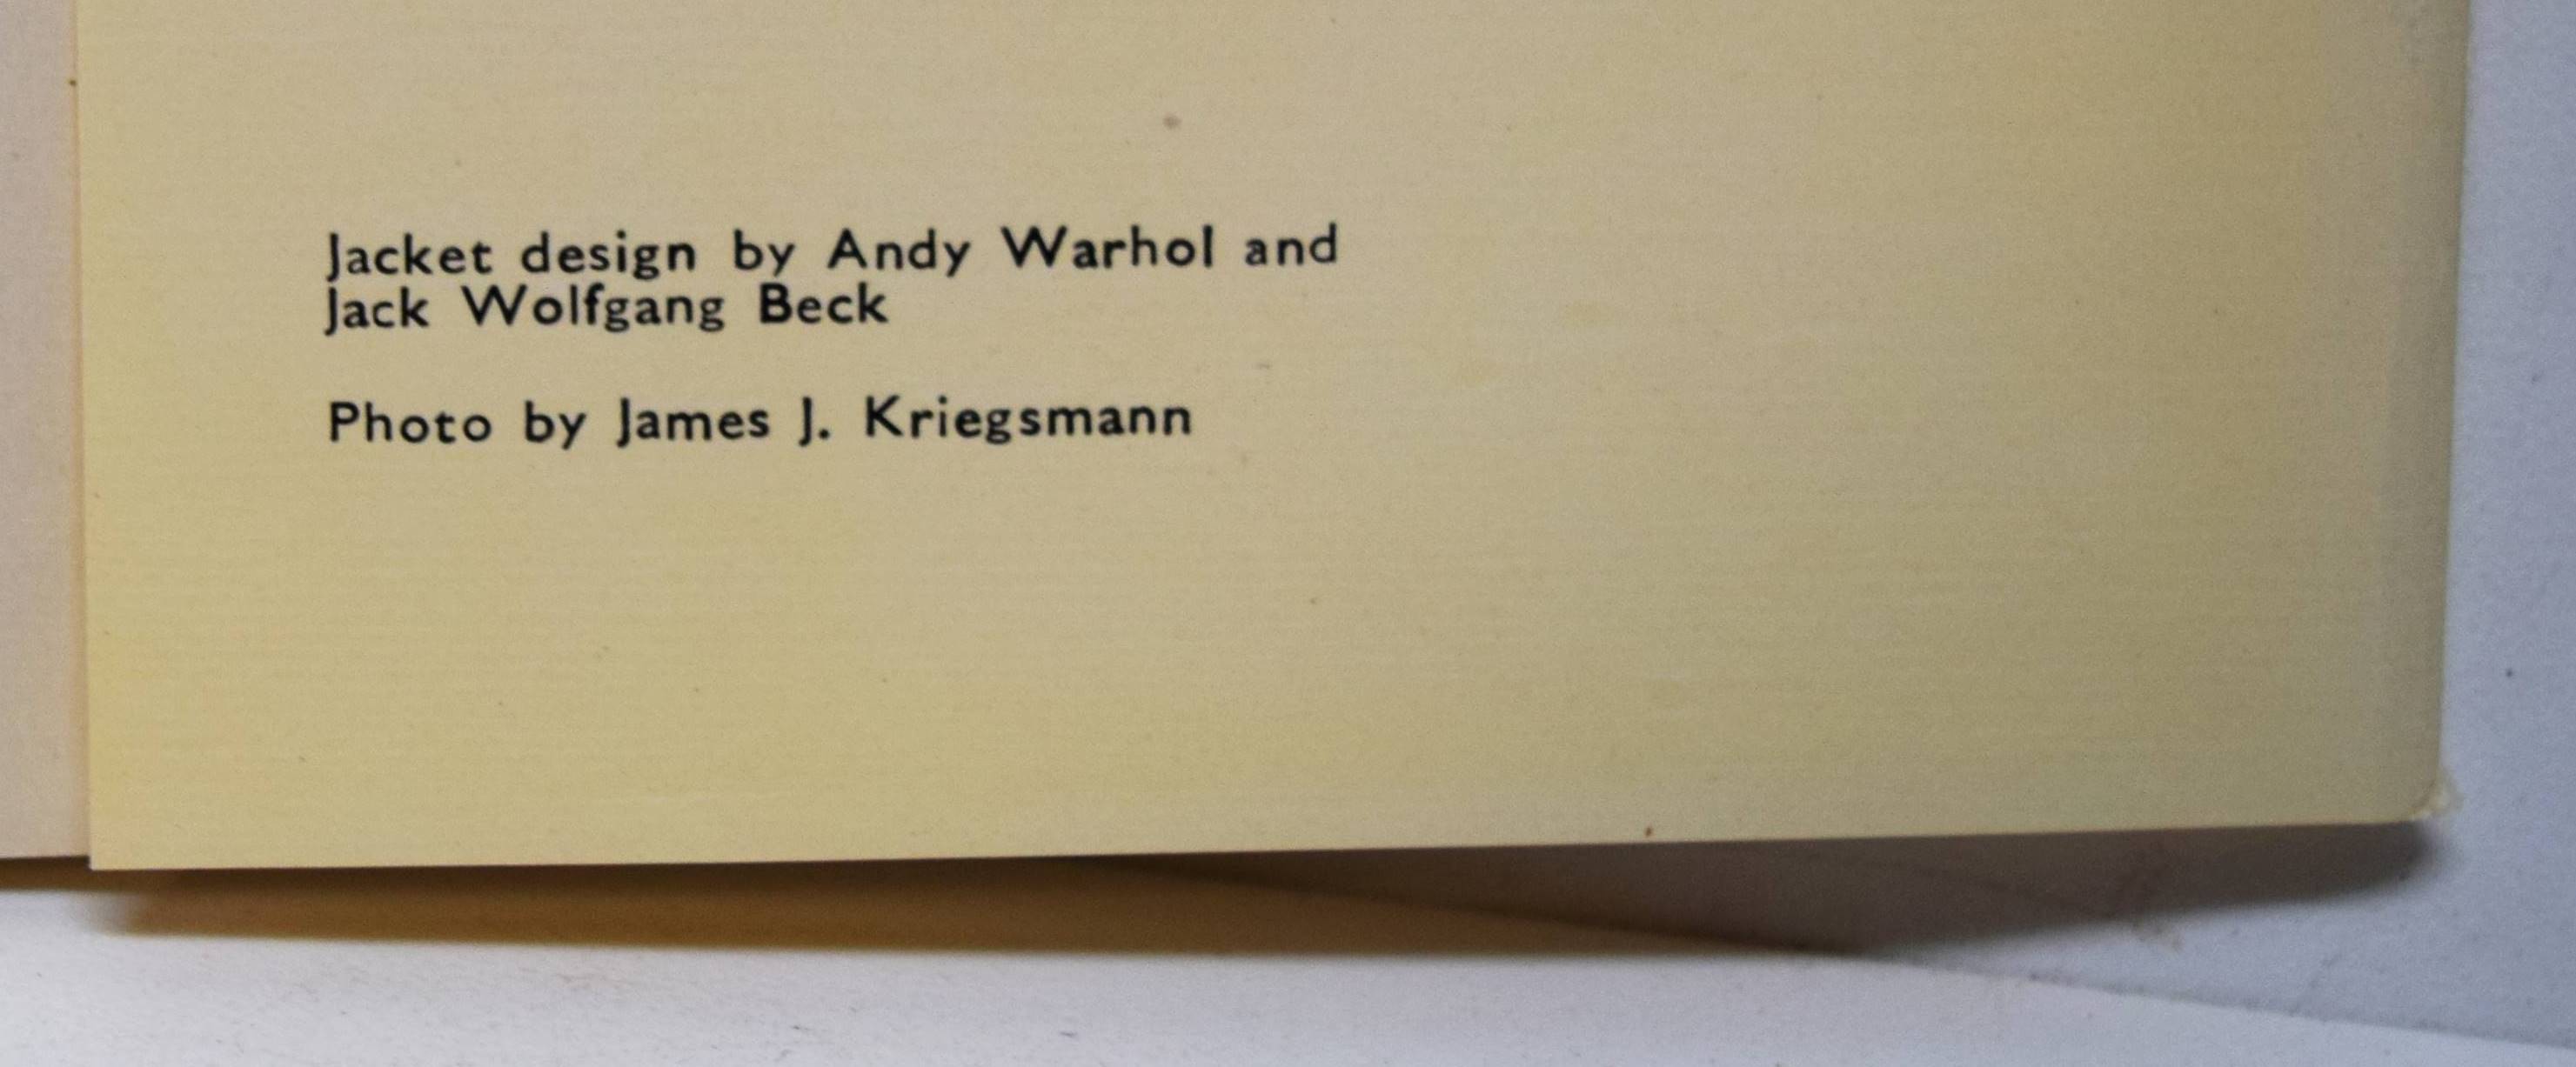 Jacket design by Andy Warhol and
Jack Wolfgang Beck
Photo by James J. Kriegsmann